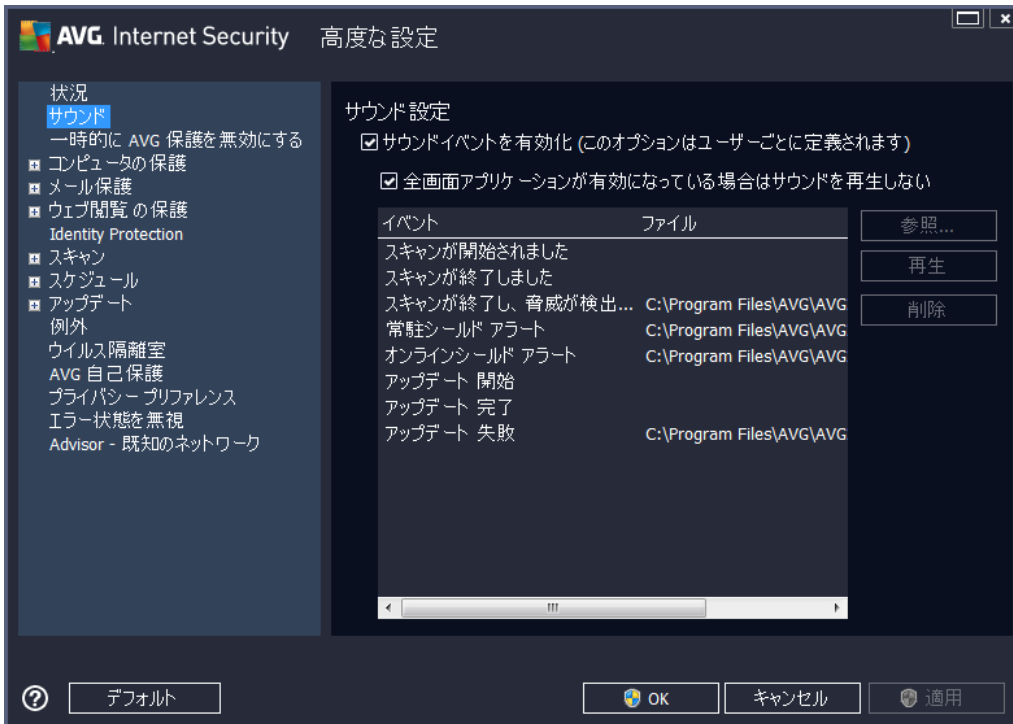 AVG. Internet Security 高度な設定
状況
サウンド
一時的に AVG 保護を無効にする
コンピュータの保護
メール保護
ウェブ閲覧 の保護
Identity Protection
スキャン
スケジュール
アップデート
例外
ウイルス隔離室
AVG 自己保護
プライバシー プリファレンス
エラー状態を無視
Advisor - 既知のネットワーク
サウンド設定
サウンドイベントを有効化 (このオプションはユーザーごとに定義されます)
全画面アプリケーションが有効になっている場合はサウンドを再生しない
イベント ファイル
スキャンが開始されました
スキャンが終了しました
スキャンが終了し、脅威が検出... C:\Program Files\AVG\AVG
常駐シールド アラート C:\Program Files\AVG\AVG
オンラインシールド アラート C:\Program Files\AVG\AVG
アップデート 開始
アップデート 完了
アップデート 失敗 C:\Program Files\AVG\AVG
参照...
再生
削除
デフォルト
OK
キャンセル
適用